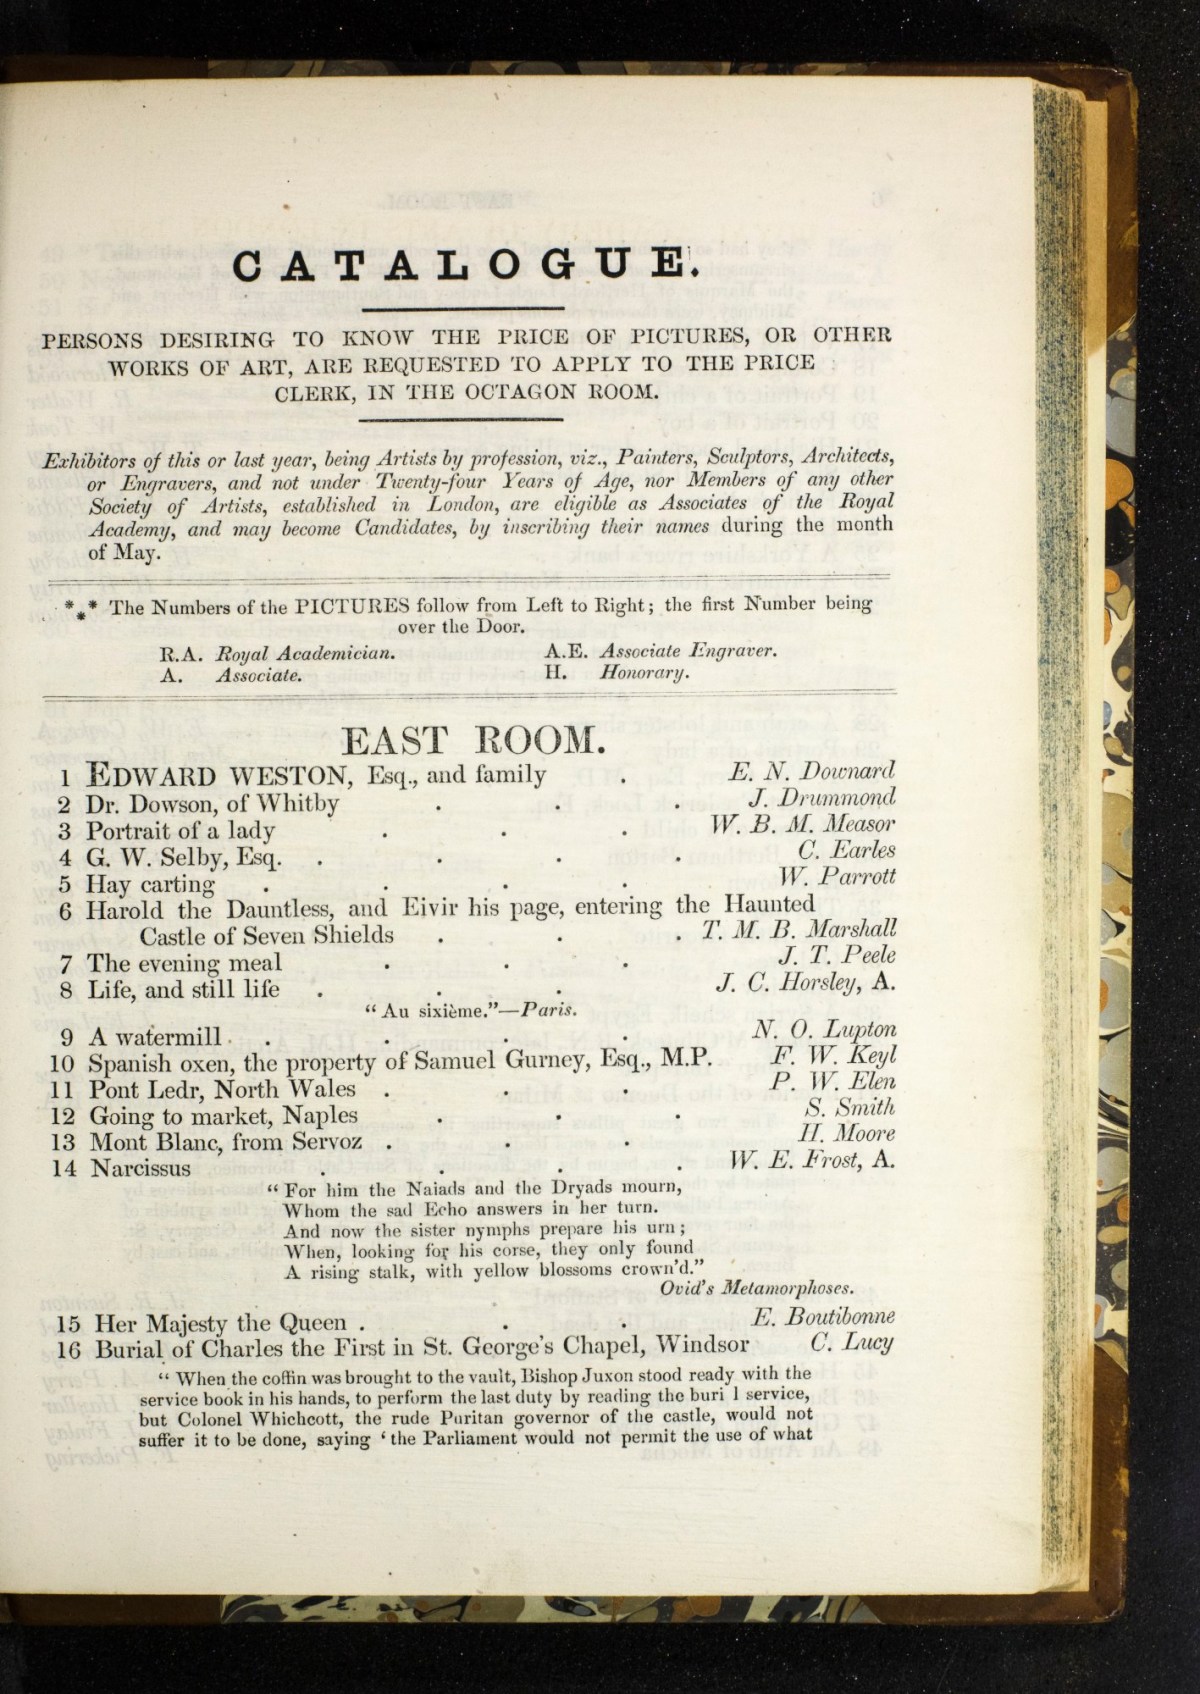 CATALOGUE.
PERSONS DESIRING TO KNOW THE PRICE OF PICTURES, OR OTHER
WORKS OF ART, ARE REQUESTED TO APPLY TO THE PRICE
CLERK, IN THE OCTAGON ROOM.
Exhibitors of this or last year, being Artists by profession, viz., Painters, Sculptors, Architects,
or Engravers, and not under Twenty-four Years of Age, nor Members of any other
Society of Artists, established in London, are eligible as Associates of the Royal
Academy, and may become Candidates, by inscribing their names during the month
of May.
*⁎* The Numbers of the PICTURES follow from Left to Right; the first Number being
over the Door.
R.A. Royal Academician. A.E. Associate Engraver.
A. Associate. H. Honorary.
EAST ROOM.
1 EDWARD WESTON, Esq., and family . E. N. Downard
2 Dr. Dowson, of Whitby . . . J. Drummond
3 Portrait of a lady . . . W. B. M. Measor
4 G. W. Selby, Esq. . . . . C. Earles
5 Hay carting . . . . W. Parrott
6 Harold the Dauntless, and Eivir his page, entering the Haunted
Castle of Seven Shields . . . T. M. B. Marshall
7 The evening meal . . . J. T. Peele
8 Life, and still life . . . J. C. Horsley, A.
"Au sixième."—Paris.
9 A watermill . . . . N. O. Lupton
10 Spanish oxen, the property of Samuel Gurney, Esq., M.P. F. W. Keyl
11 Pont Ledr, North Wales . . . P. W. Elen
12 Going to market, Naples . . . S. Smith
13 Mont Blanc, from Servoz . . . H. Moore
14 Narcissus . . . . W. E. Frost, A.
"For him the Naiads and the Dryads mourn,
Whom the sad Echo answers in her turn.
And now the sister nymphs prepare his urn;
When, looking for his corse, they only found
A rising stalk, with yellow blossoms crown'd."
Ovid's Metamorphoses.
15 Her Majesty the Queen . . . E. Boutibonne
16 Burial of Charles the First in St. George's Chapel, Windsor C. Lucy
"When the coffin was brought to the vault, Bishop Juxon stood ready with the
service book in his hands, to perform the last duty by reading the buri l service,
but Colonel Whichcott, the rude Puritan governor of the castle, would not
suffer it to be done, saying 'the Parliament would not permit the use of what